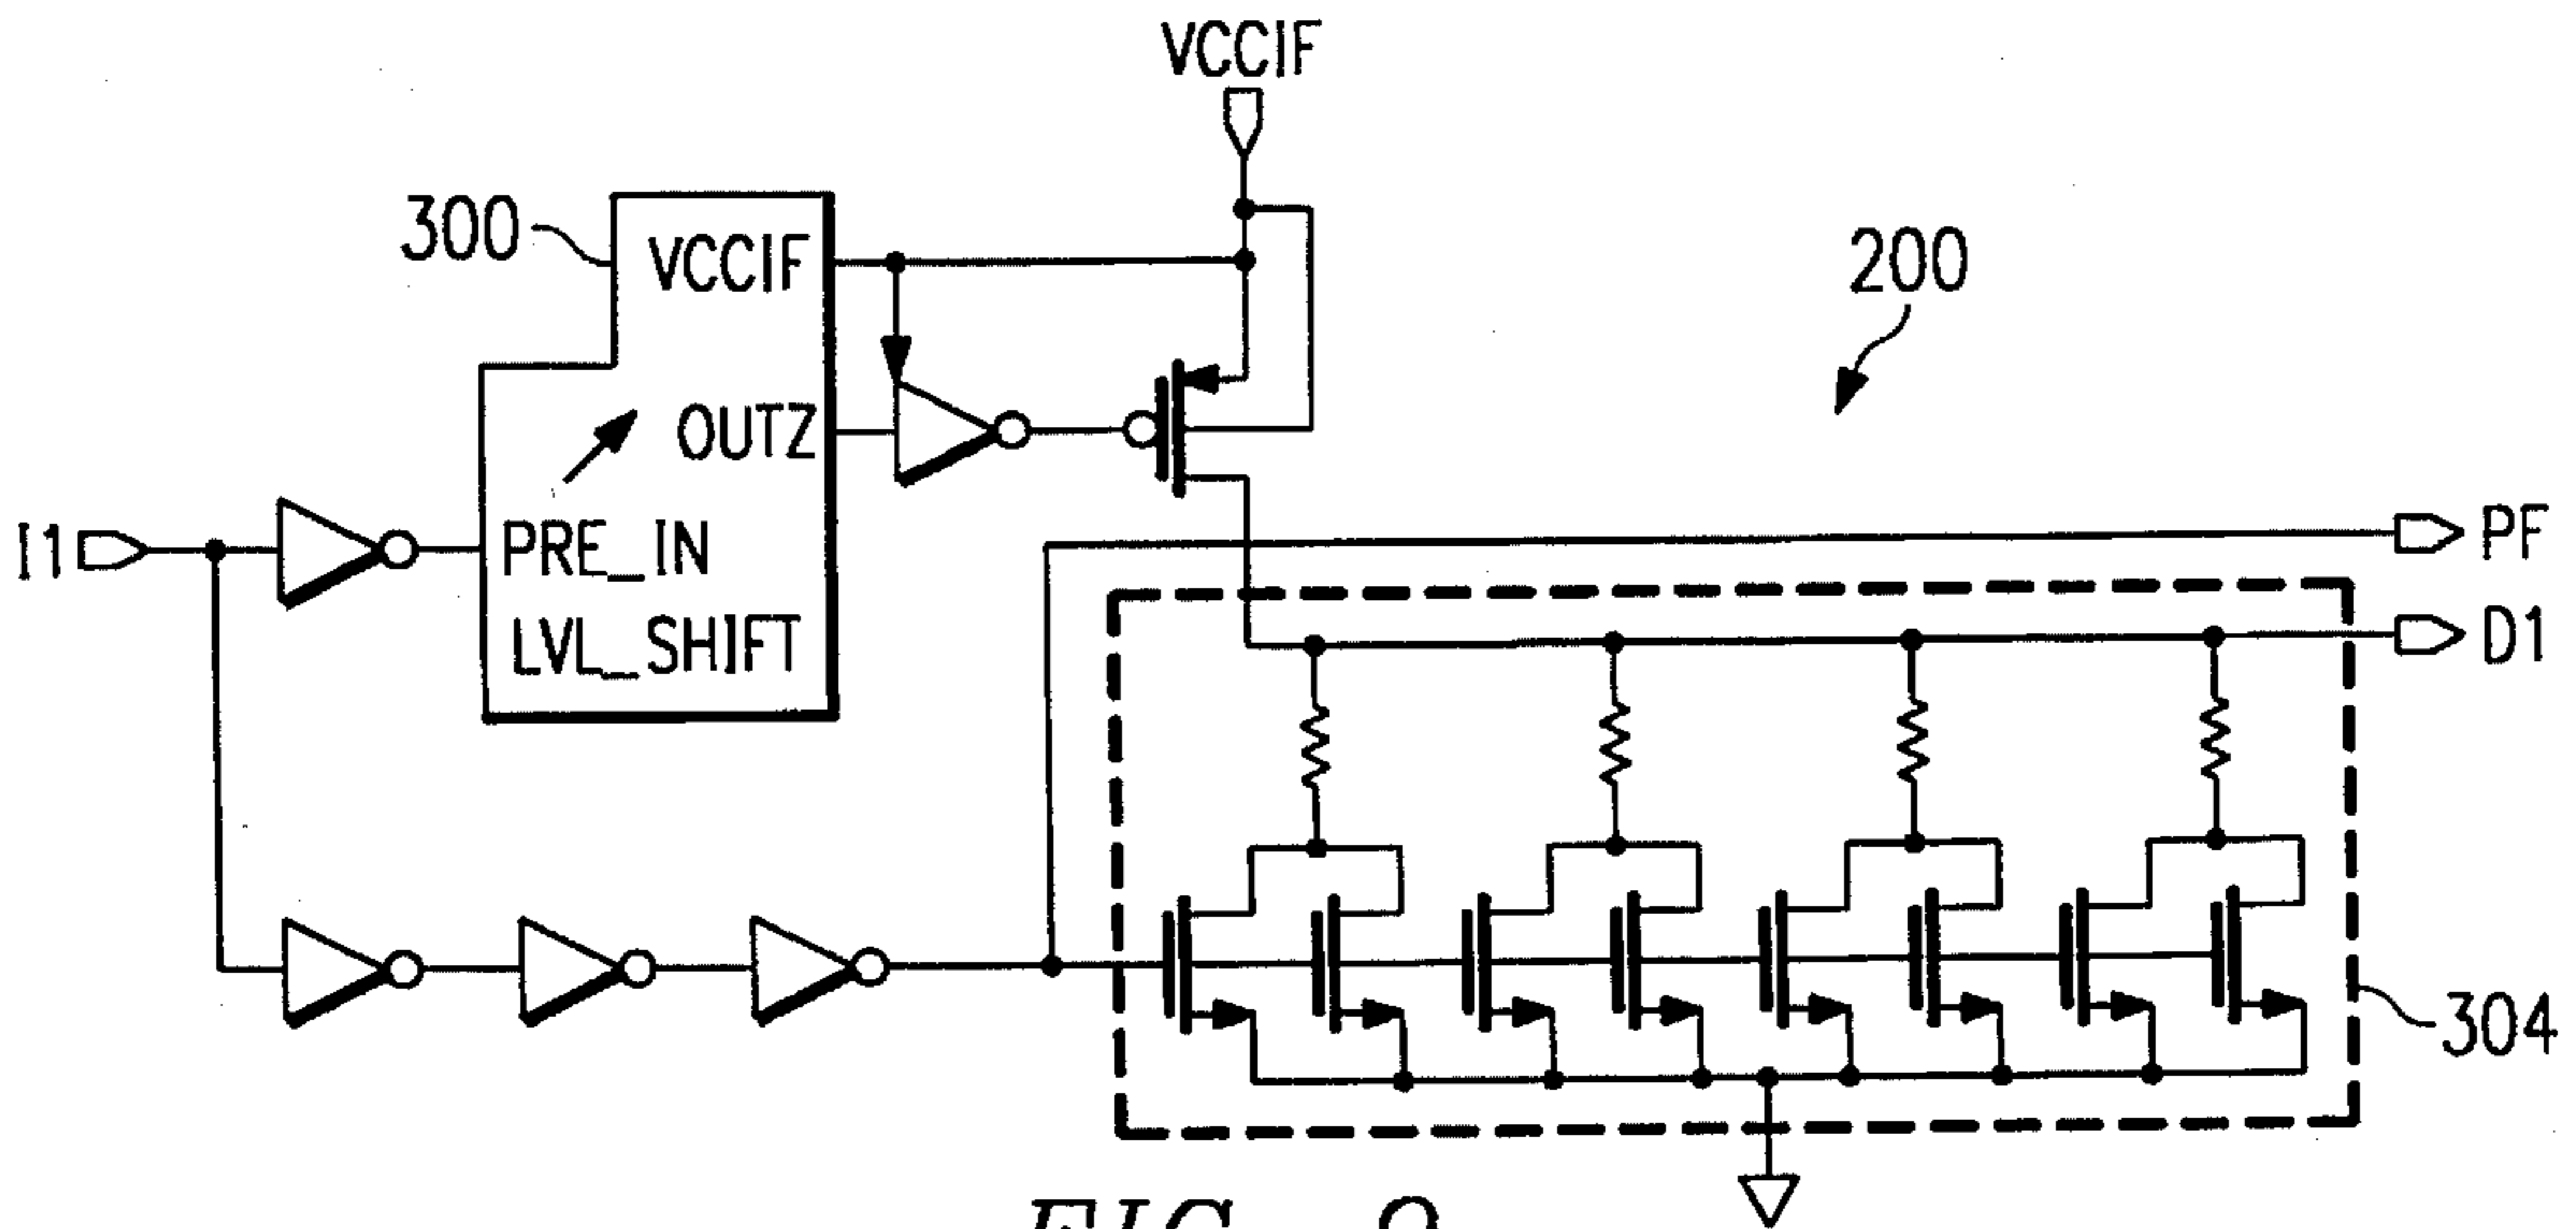 VCCIF
300
VCCIF
200
OUTZ
I1
PRE_IN
PF
LVL_SHIFT
D1
304